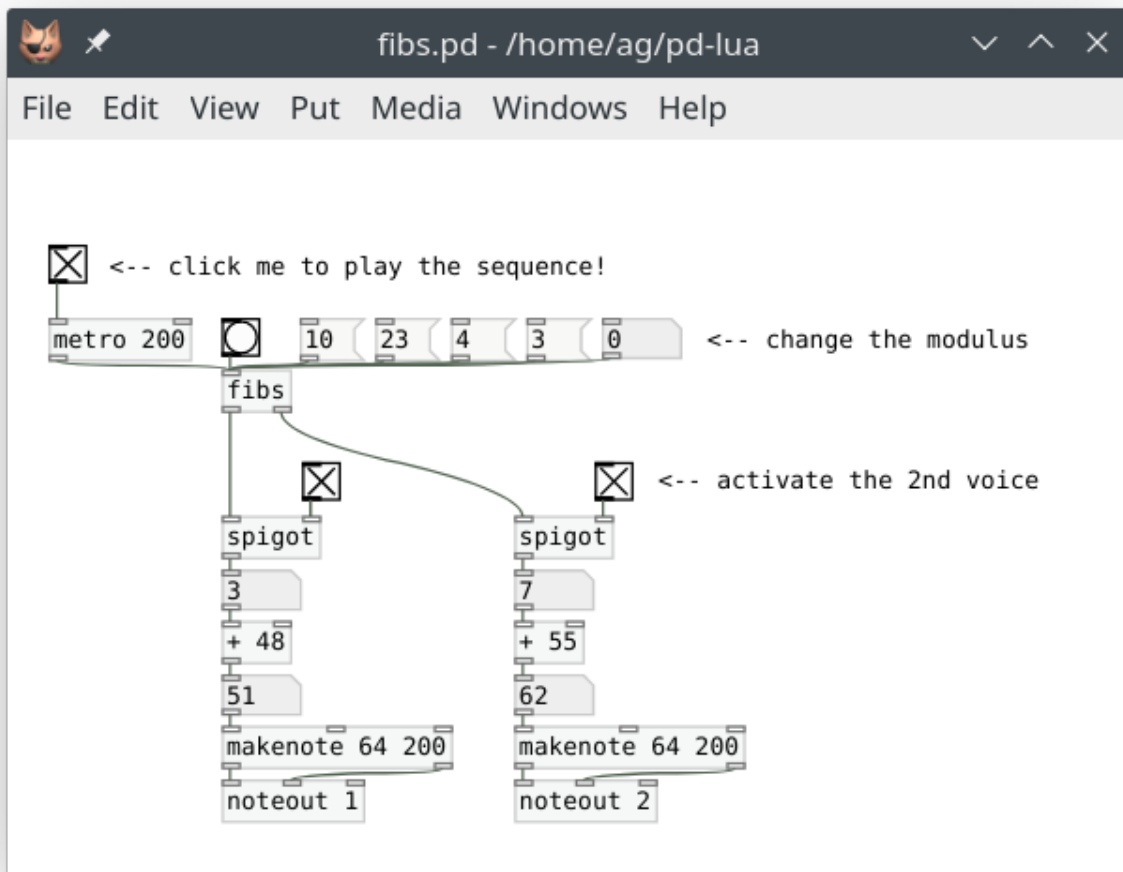 fibs.pd - /home/ag/pd-lua
File Edit View Put Media Windows Help
<-- click me to play the sequence!
metro 200 10 23 4 3 0 <-- change the modulus
fibs
<-- activate the 2nd voice
spigot spigot
3 7
+ 48 + 55
51 62
makenote 64 200 makenote 64 200
noteout 1 noteout 2